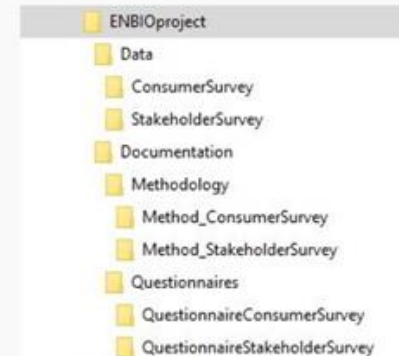 ENBIOproject
Data
ConsumerSurvey
StakeholderSurvey
Documentation
Methodology
Method_ConsumerSurvey
Method_StakeholderSurvey
Questionnaires
QuestionnaireConsumerSurvey
QuestionnaireStakeholderSurvey